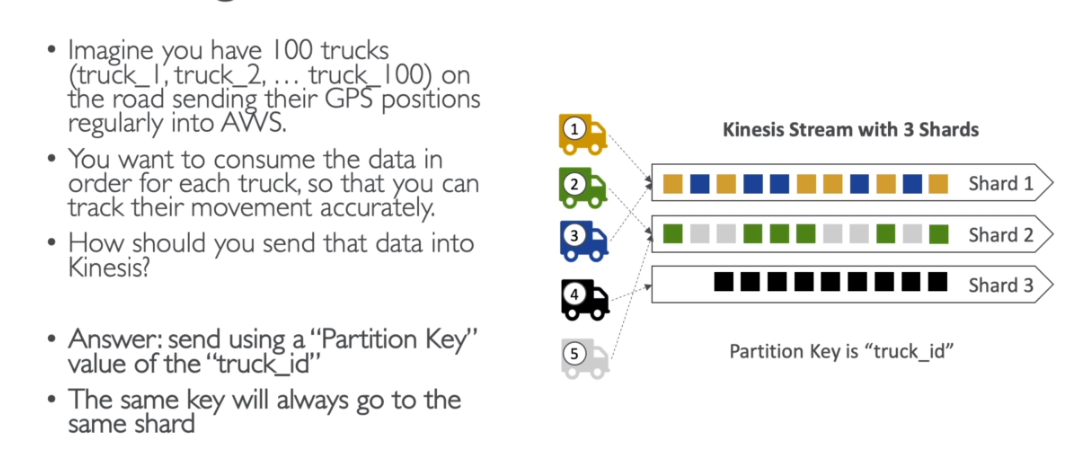 • Imagine you have 100 trucks
(truck_1, truck_2, … truck_100) on
the road sending their GPS positions
regularly into AWS.
• You want to consume the data in
order for each truck, so that you can
track their movement accurately.
• How should you send that data into
Kinesis?
• Answer: send using a “Partition Key”
value of the “truck_id”
• The same key will always go to the
same shard
Kinesis Stream with 3 Shards
1
2
3
4
5
Shard 1
Shard 2
Shard 3
Partition Key is “truck_id”